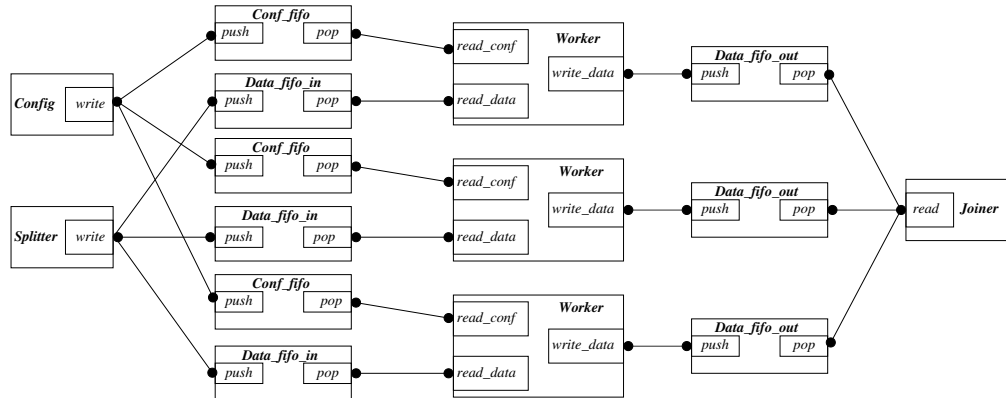 Conf_fifo
push pop
Data_fifo_in
push pop
Conf_fifo
push pop
Data_fifo_in
push pop
Conf_fifo
push pop
Data_fifo_in
push pop
Config write
Splitter write
Worker
read_conf
write_data
read_data
Worker
read_conf
write_data
read_data
Worker
read_conf
write_data
read_data
Data_fifo_out
push pop
Data_fifo_out
push pop
Data_fifo_out
push pop
read Joiner